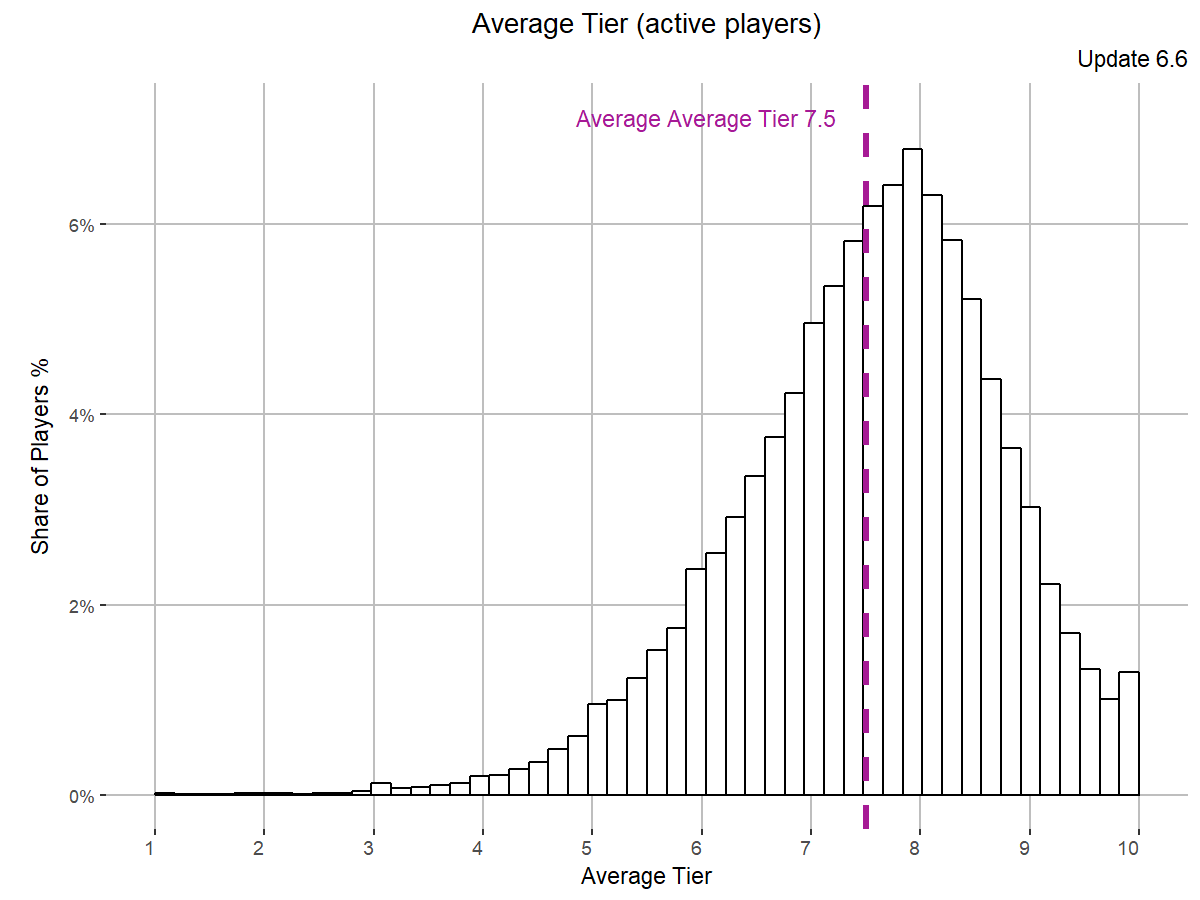 Average Tier (active players)
Update 6.6
Average Average Tier 7.5
6%
4%
2%
0%
Share of Players %
1 2 3 4 5 6 7 8 9 10
Average Tier